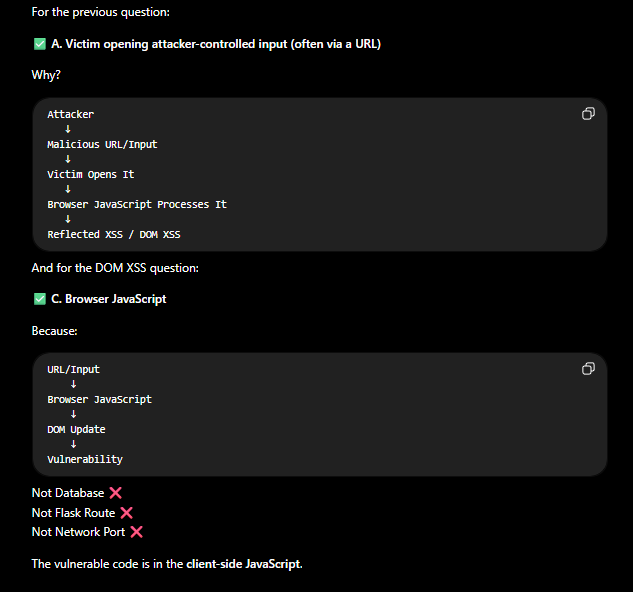 For the previous question:
✅ A. Victim opening attacker-controlled input (often via a URL)
Why?
Attacker
↓
Malicious URL/Input
↓
Victim Opens It
↓
Browser JavaScript Processes It
↓
Reflected XSS / DOM XSS
And for the DOM XSS question:
✅ C. Browser JavaScript
Because:
URL/Input
↓
Browser JavaScript
↓
DOM Update
↓
Vulnerability
Not Database ❌
Not Flask Route ❌
Not Network Port ❌
The vulnerable code is in the client-side JavaScript.